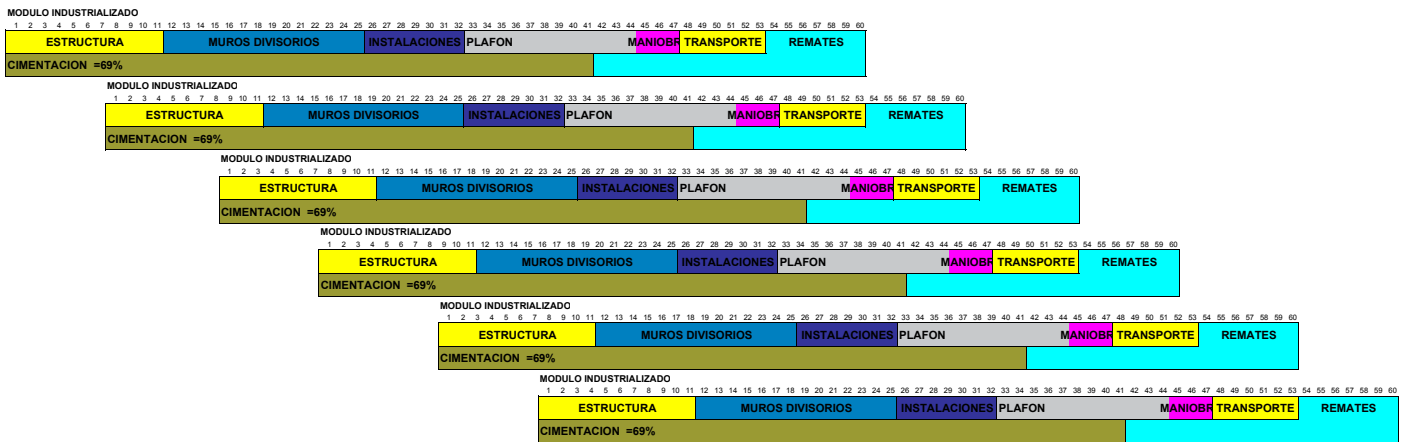 MODULO INDUSTRIALIZADO
1 2 3 4 5 6 7 8 9 10 11 12 13 14 15 16 17 18 19 20 21 22 23 24 25 26 27 28 29 30 31 32 33 34 35 36 37 38 39 40 41 42 43 44 45 46 47 48 49 50 51 52 53 54 55 56 57 58 59 60
ESTRUCTURA MUROS DIVISORIOS INSTALACIONES PLAFON MANIOBR TRANSPORTE REMATES
CIMENTACION =69%
MODULO INDUSTRIALIZADO
1 2 3 4 5 6 7 8 9 10 11 12 13 14 15 16 17 18 19 20 21 22 23 24 25 26 27 28 29 30 31 32 33 34 35 36 37 38 39 40 41 42 43 44 45 46 47 48 49 50 51 52 53 54 55 56 57 58 59 60
ESTRUCTURA MUROS DIVISORIOS INSTALACIONES PLAFON MANIOBR TRANSPORTE REMATES
CIMENTACION =69%
MODULO INDUSTRIALIZADO
1 2 3 4 5 6 7 8 9 10 11 12 13 14 15 16 17 18 19 20 21 22 23 24 25 26 27 28 29 30 31 32 33 34 35 36 37 38 39 40 41 42 43 44 45 46 47 48 49 50 51 52 53 54 55 56 57 58 59 60
ESTRUCTURA MUROS DIVISORIOS INSTALACIONES PLAFON MANIOBR TRANSPORTE REMATES
CIMENTACION =69%
MODULO INDUSTRIALIZADO
1 2 3 4 5 6 7 8 9 10 11 12 13 14 15 16 17 18 19 20 21 22 23 24 25 26 27 28 29 30 31 32 33 34 35 36 37 38 39 40 41 42 43 44 45 46 47 48 49 50 51 52 53 54 55 56 57 58 59 60
ESTRUCTURA MUROS DIVISORIOS INSTALACIONES PLAFON MANIOBR TRANSPORTE REMATES
CIMENTACION =69%
MODULO INDUSTRIALIZADO
1 2 3 4 5 6 7 8 9 10 11 12 13 14 15 16 17 18 19 20 21 22 23 24 25 26 27 28 29 30 31 32 33 34 35 36 37 38 39 40 41 42 43 44 45 46 47 48 49 50 51 52 53 54 55 56 57 58 59 60
ESTRUCTURA MUROS DIVISORIOS INSTALACIONES PLAFON MANIOBR TRANSPORTE REMATES
CIMENTACION =69%
MODULO INDUSTRIALIZADO
1 2 3 4 5 6 7 8 9 10 11 12 13 14 15 16 17 18 19 20 21 22 23 24 25 26 27 28 29 30 31 32 33 34 35 36 37 38 39 40 41 42 43 44 45 46 47 48 49 50 51 52 53 54 55 56 57 58 59 60
ESTRUCTURA MUROS DIVISORIOS INSTALACIONES PLAFON MANIOBR TRANSPORTE REMATES
CIMENTACION =69%